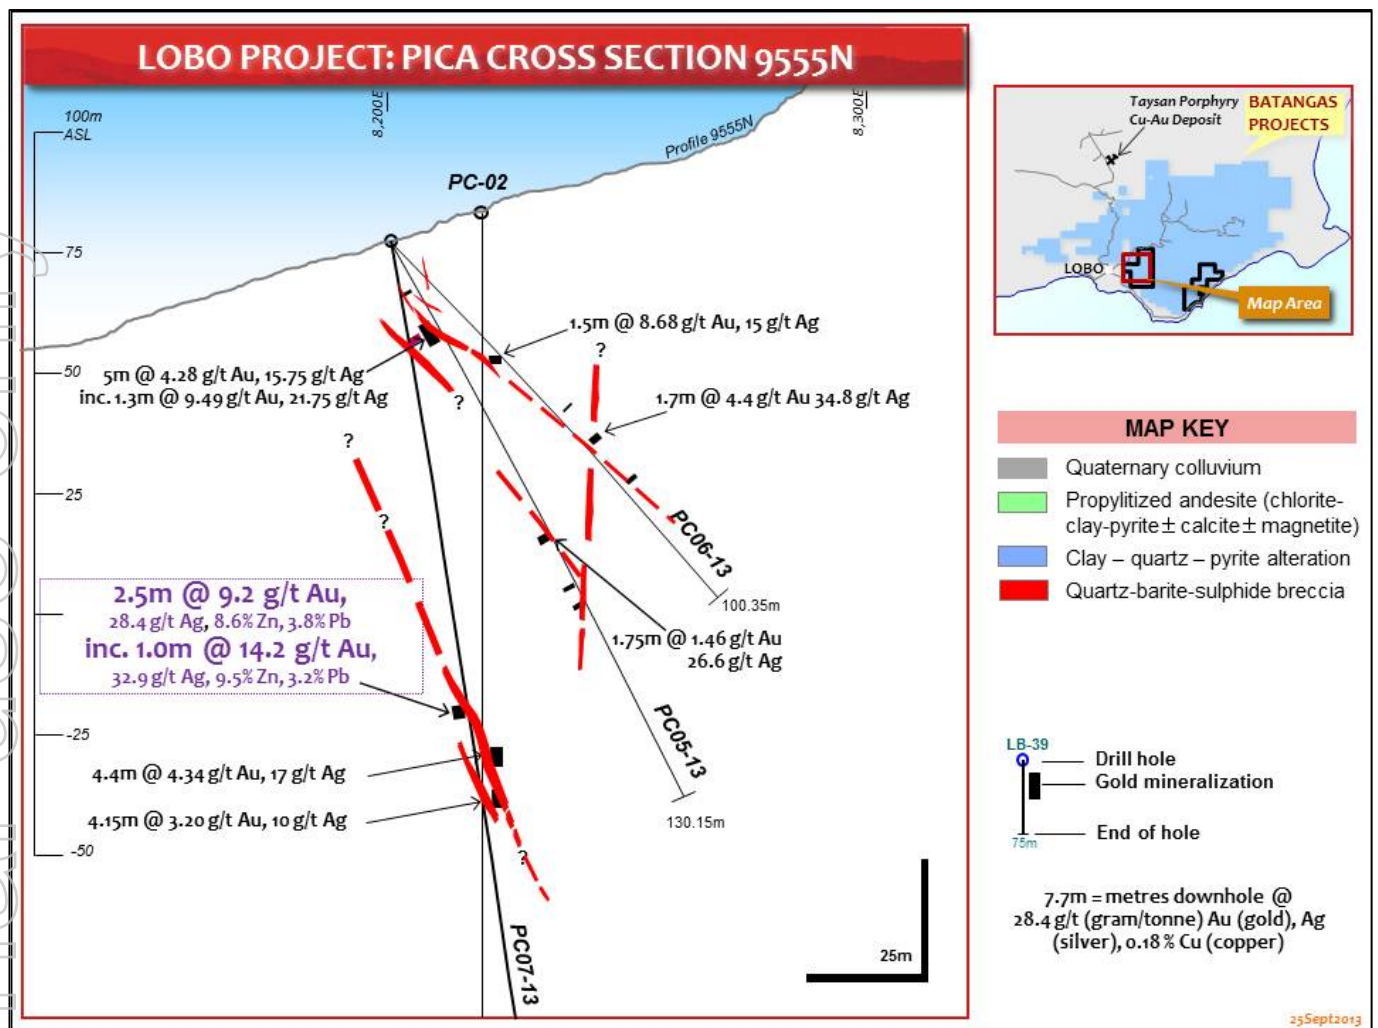 LOBO PROJECT: PICA CROSS SECTION 9555N
100m
ASL
8,200E
8,300E
Profile 9555N
PC-02
75
50
25
-25
-50
1.5m @ 8.68 g/t Au, 15 g/t Ag
5m @ 4.28 g/t Au, 15.75 g/t Ag
inc. 1.3m @ 9.49 g/t Au, 21.75 g/t Ag
?
?
1.7m @ 4.4 g/t Au 34.8 g/t Ag
?
?
2.5m @ 9.2 g/t Au,
28.4 g/t Ag, 8.6% Zn, 3.8% Pb
inc. 1.0m @ 14.2 g/t Au,
32.9 g/t Ag, 9.5% Zn, 3.2% Pb
PC06-13
100.35m
1.75m @ 1.46 g/t Au
26.6 g/t Ag
PC05-13
130.15m
4.4m @ 4.34 g/t Au, 17 g/t Ag
4.15m @ 3.20 g/t Au, 10 g/t Ag
?
PC07-13
25m
Taysan Porphyry
Cu-Au Deposit
BATANGAS
PROJECTS
LOBO
Map Area
MAP KEY
Quaternary colluvium
Propylitized andesite (chlorite-
clay-pyrite ± calcite ± magnetite)
Clay – quartz – pyrite alteration
Quartz-barite-sulphide breccia
LB-39
Drill hole
Gold mineralization
End of hole
75m
7.7m = metres downhole @
28.4 g/t (gram/tonne) Au (gold), Ag
(silver), 0.18 % Cu (copper)
25Sept2013